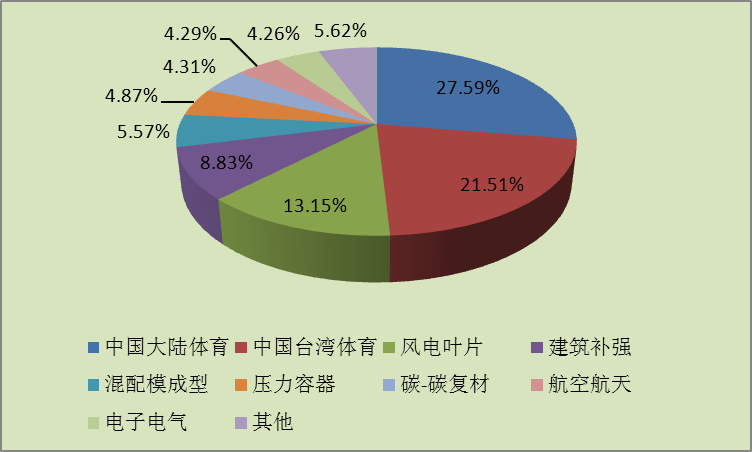 4.29%
4.26%
5.62%
4.31%
27.59%
4.87%
5.57%
8.83%
21.51%
13.15%
中国大陆体育
中国台湾体育
风电叶片
建筑补强
混配模成型
压力容器
碳-碳复材
航空航天
电子电气
其他